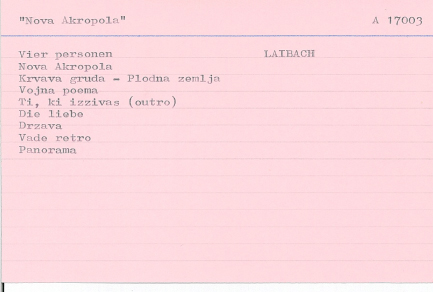 "Nova Akropola" A 17003
Vier personen LAIBACH
Nova Akropola
Krvava gruda - Plodna zemlja
Vojna poema
Ti, ki izzivas (outro)
Die liebe
Drzava
Vade retro
Panorama